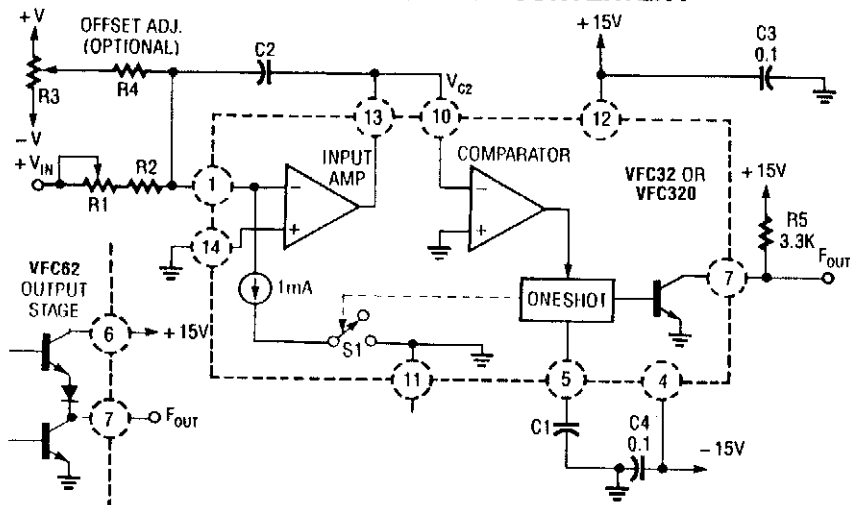 +V
OFFSET ADJ.
(OPTIONAL)
R3
R4
C2
-V
+VIN
R1
R2
VC2
+15V
C3
0.1
13
10
12
1
14
INPUT
AMP
COMPARATOR
VFC32 OR
VFC320
+15V
R5
3.3K
FOUT
7
1mA
ONESHOT
S1
11
5
4
C1
C4
0.1
-15V
VFC62
OUTPUT
STAGE
6
+15V
7
FOUT